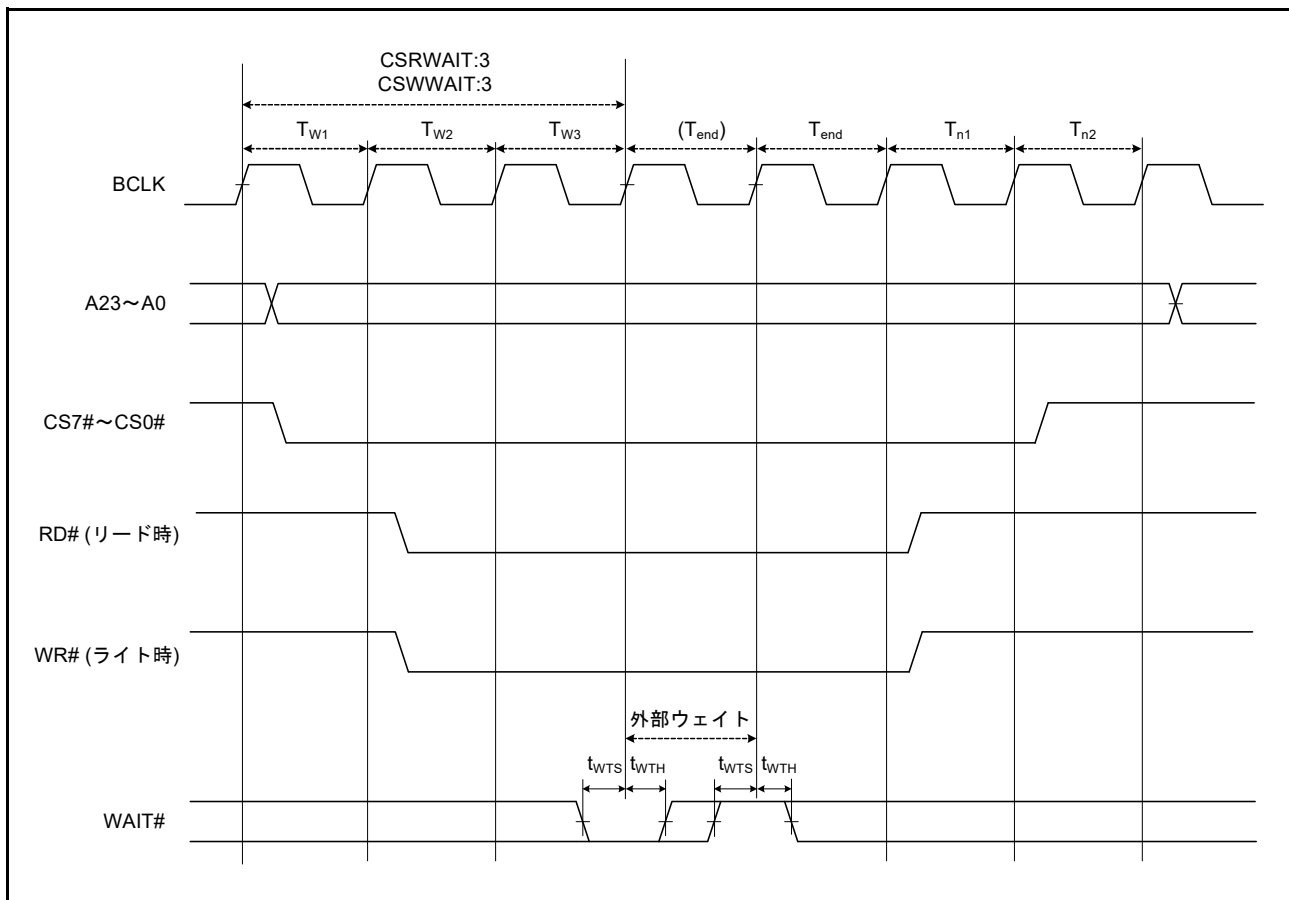 CSRWAIT:3
CSWWAIT:3
TW1 TW2 TW3 (Tend) Tend Tn1 Tn2
BCLK
A23～A0
CS7#～CS0#
RD# (リード時)
WR# (ライト時)
外部ウェイト
tWTS tWTH tWTS tWTH
WAIT#